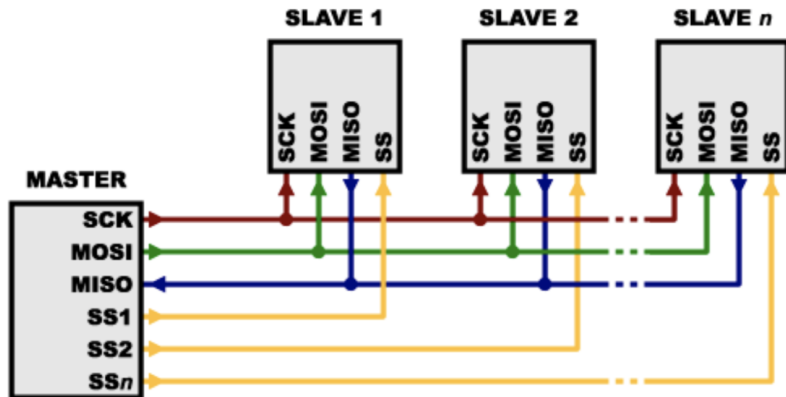 SLAVE 1
SLAVE 2
SLAVE n
SCK
MOSI
MISO
SS
SCK
MOSI
MISO
SS
SCK
MOSI
MISO
SS
MASTER
SCK
MOSI
MISO
SS1
SS2
SSn